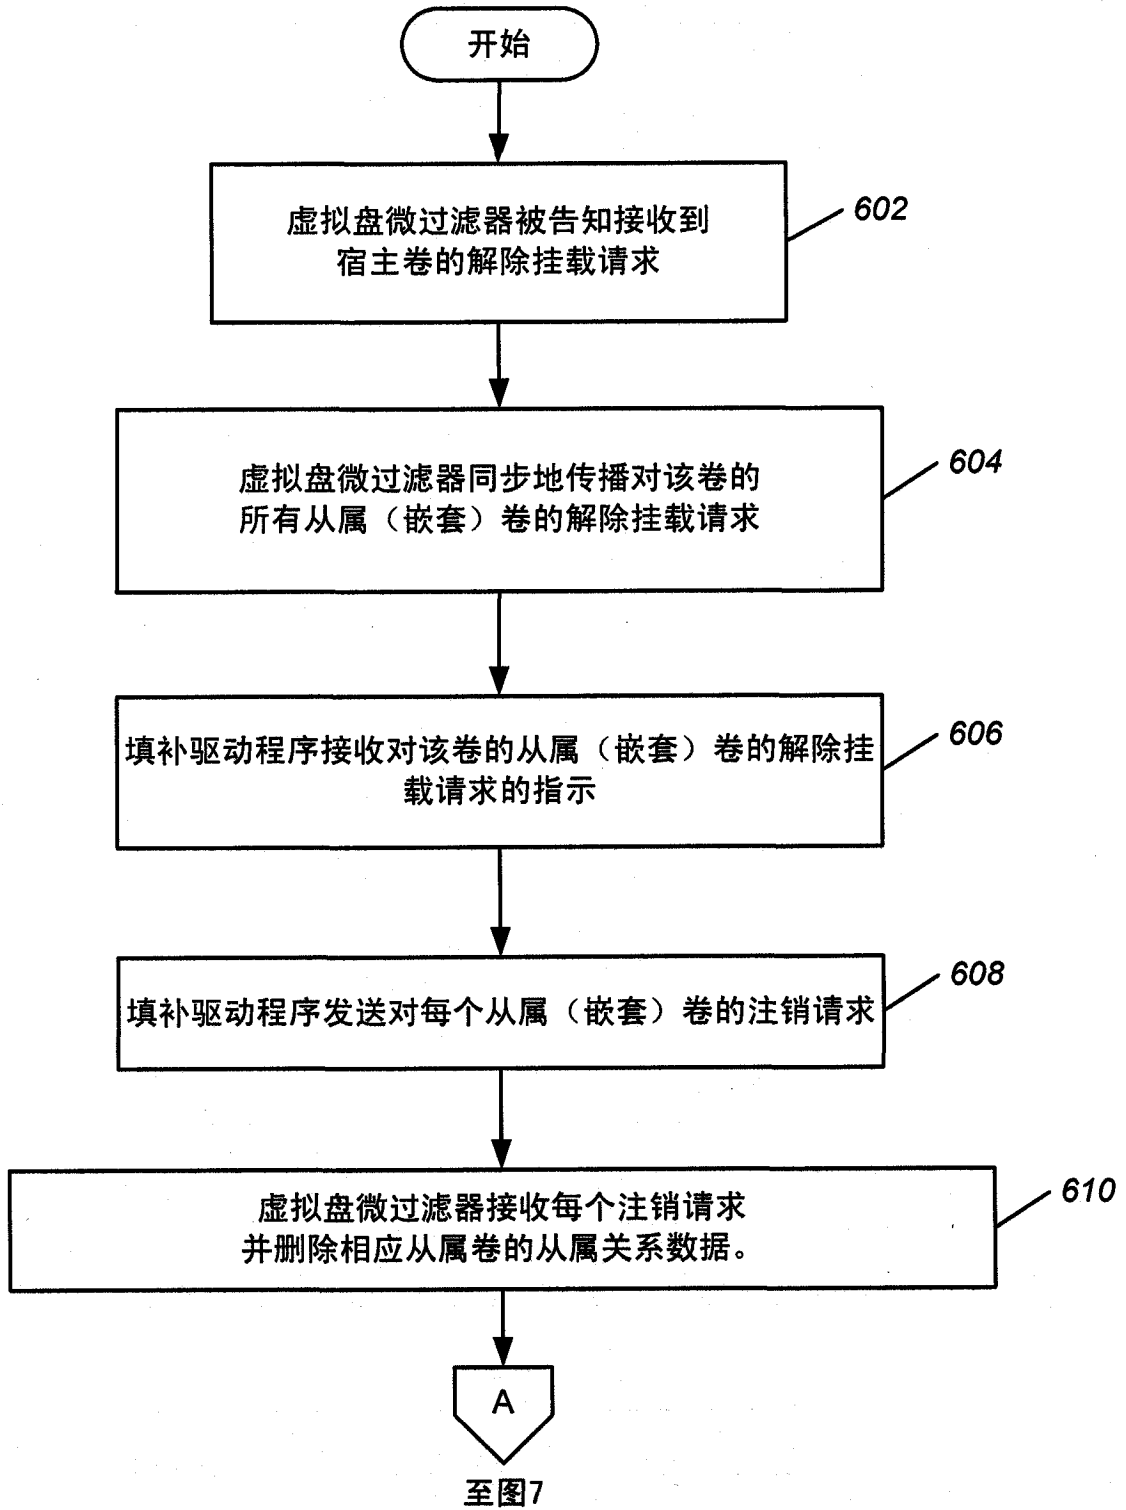 开始
虚拟盘微过滤器被告知接收到
宿主卷的解除挂载请求
602
虚拟盘微过滤器同步地传播对该卷的
所有从属（嵌套）卷的解除挂载请求
604
填补驱动程序接收对该卷的从属（嵌套）卷的解除挂
载请求的指示
606
填补驱动程序发送对每个从属（嵌套）卷的注销请求
608
虚拟盘微过滤器接收每个注销请求
并删除相应从属卷的从属关系数据。
610
A
至图7